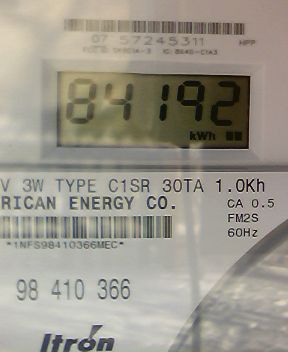 07 57245311 HPP
84192
kWh
V 3W TYPE C1SR 30TA 1.0Kh
RICAN ENERGY CO. CA 0.5
FM2S
*1NFS98410366MEC* 60Hz
98 410 366
Itron